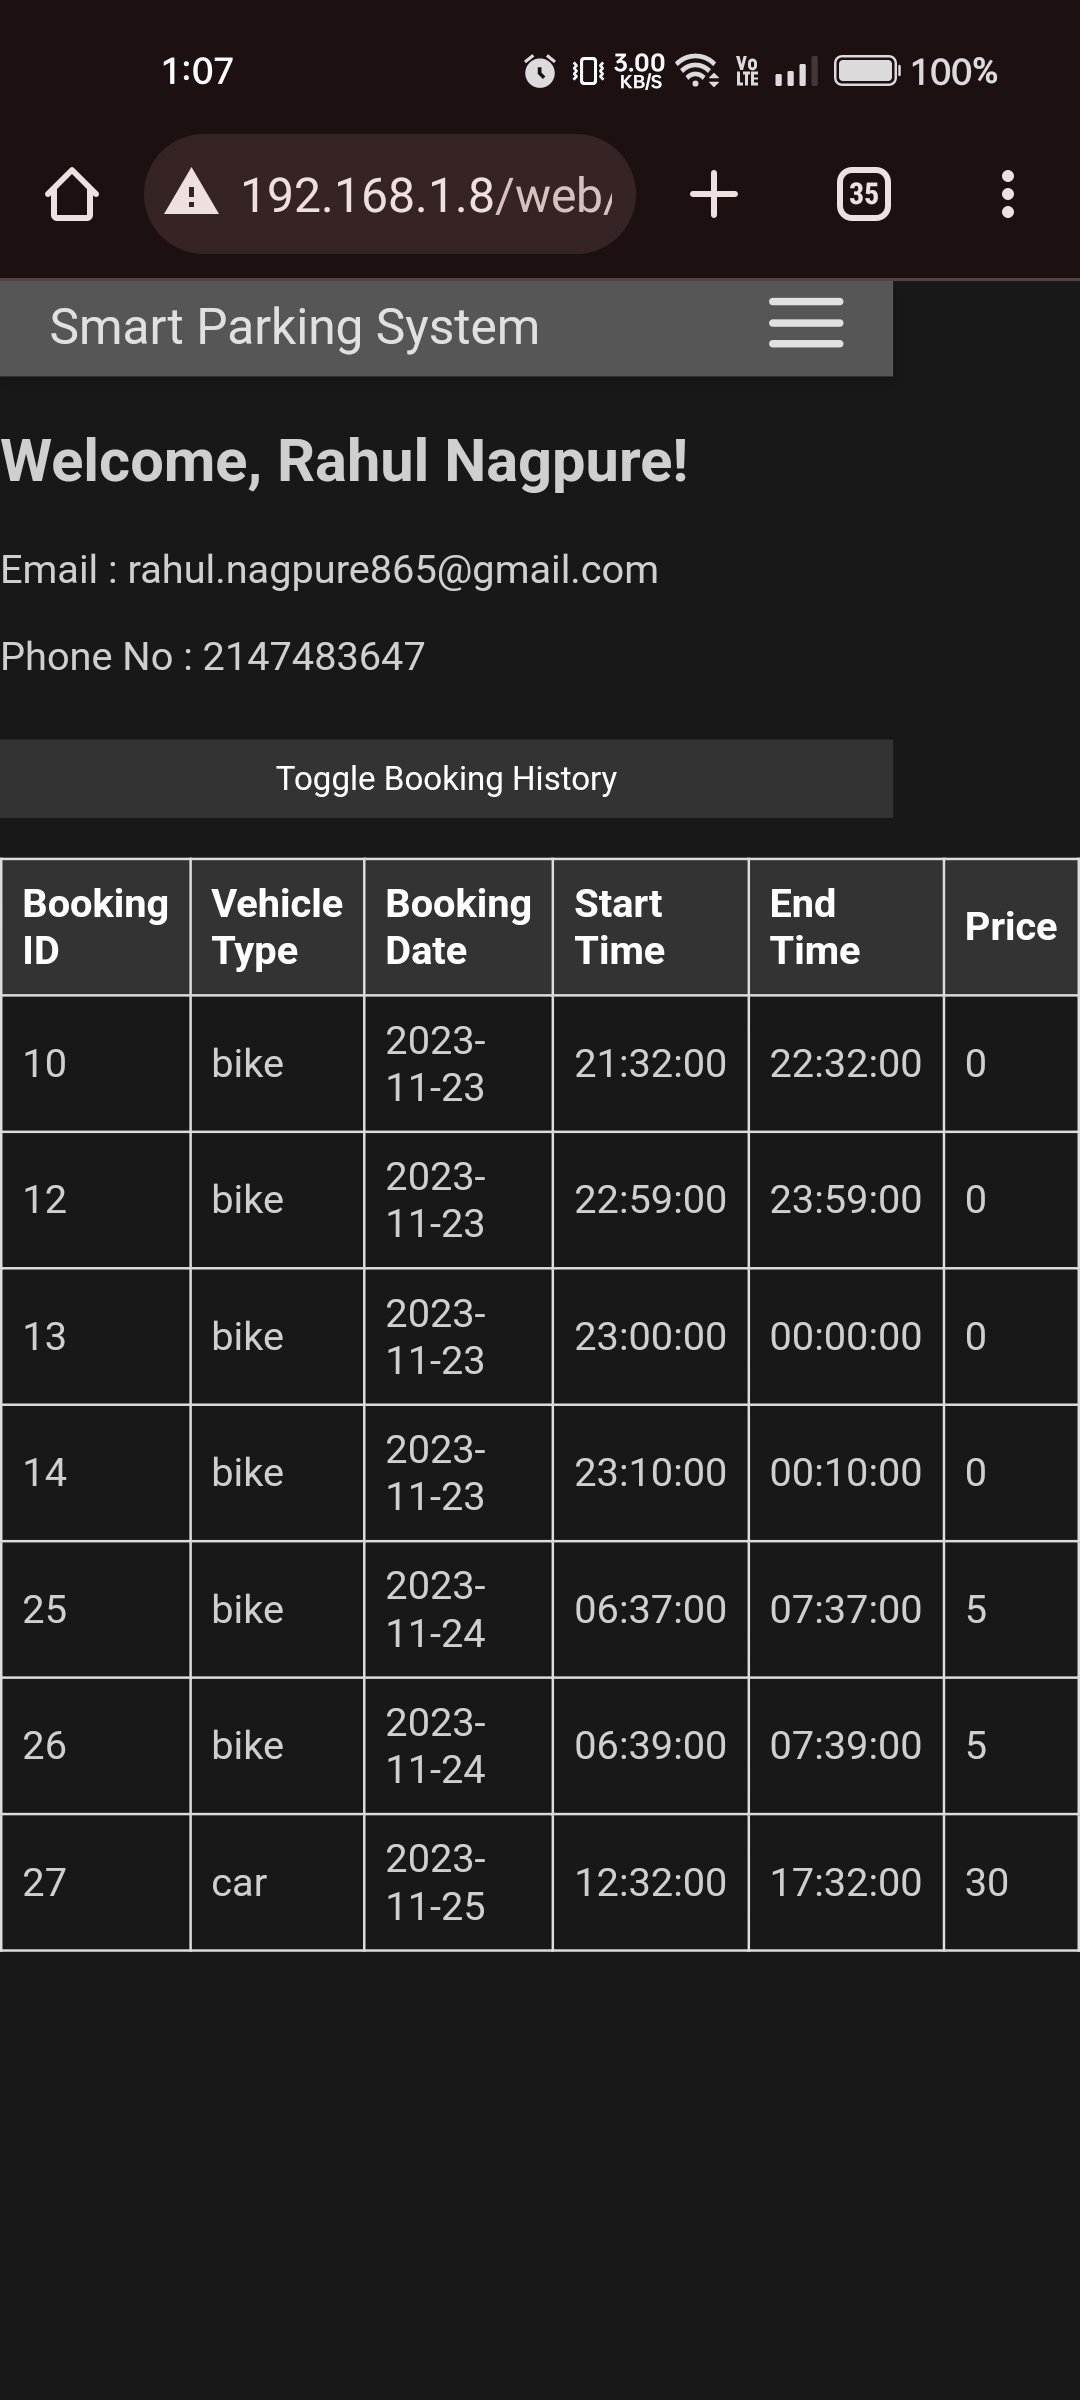 1:07 3.00 KB/S Vo LTE 100%
192.168.1.8/web/ 35
Smart Parking System
Welcome, Rahul Nagpure!
Email : rahul.nagpure865@gmail.com
Phone No : 2147483647
Toggle Booking History
Booking ID Vehicle Type Booking Date Start Time End Time Price
10 bike 2023-11-23 21:32:00 22:32:00 0
12 bike 2023-11-23 22:59:00 23:59:00 0
13 bike 2023-11-23 23:00:00 00:00:00 0
14 bike 2023-11-23 23:10:00 00:10:00 0
25 bike 2023-11-24 06:37:00 07:37:00 5
26 bike 2023-11-24 06:39:00 07:39:00 5
27 car 2023-11-25 12:32:00 17:32:00 30